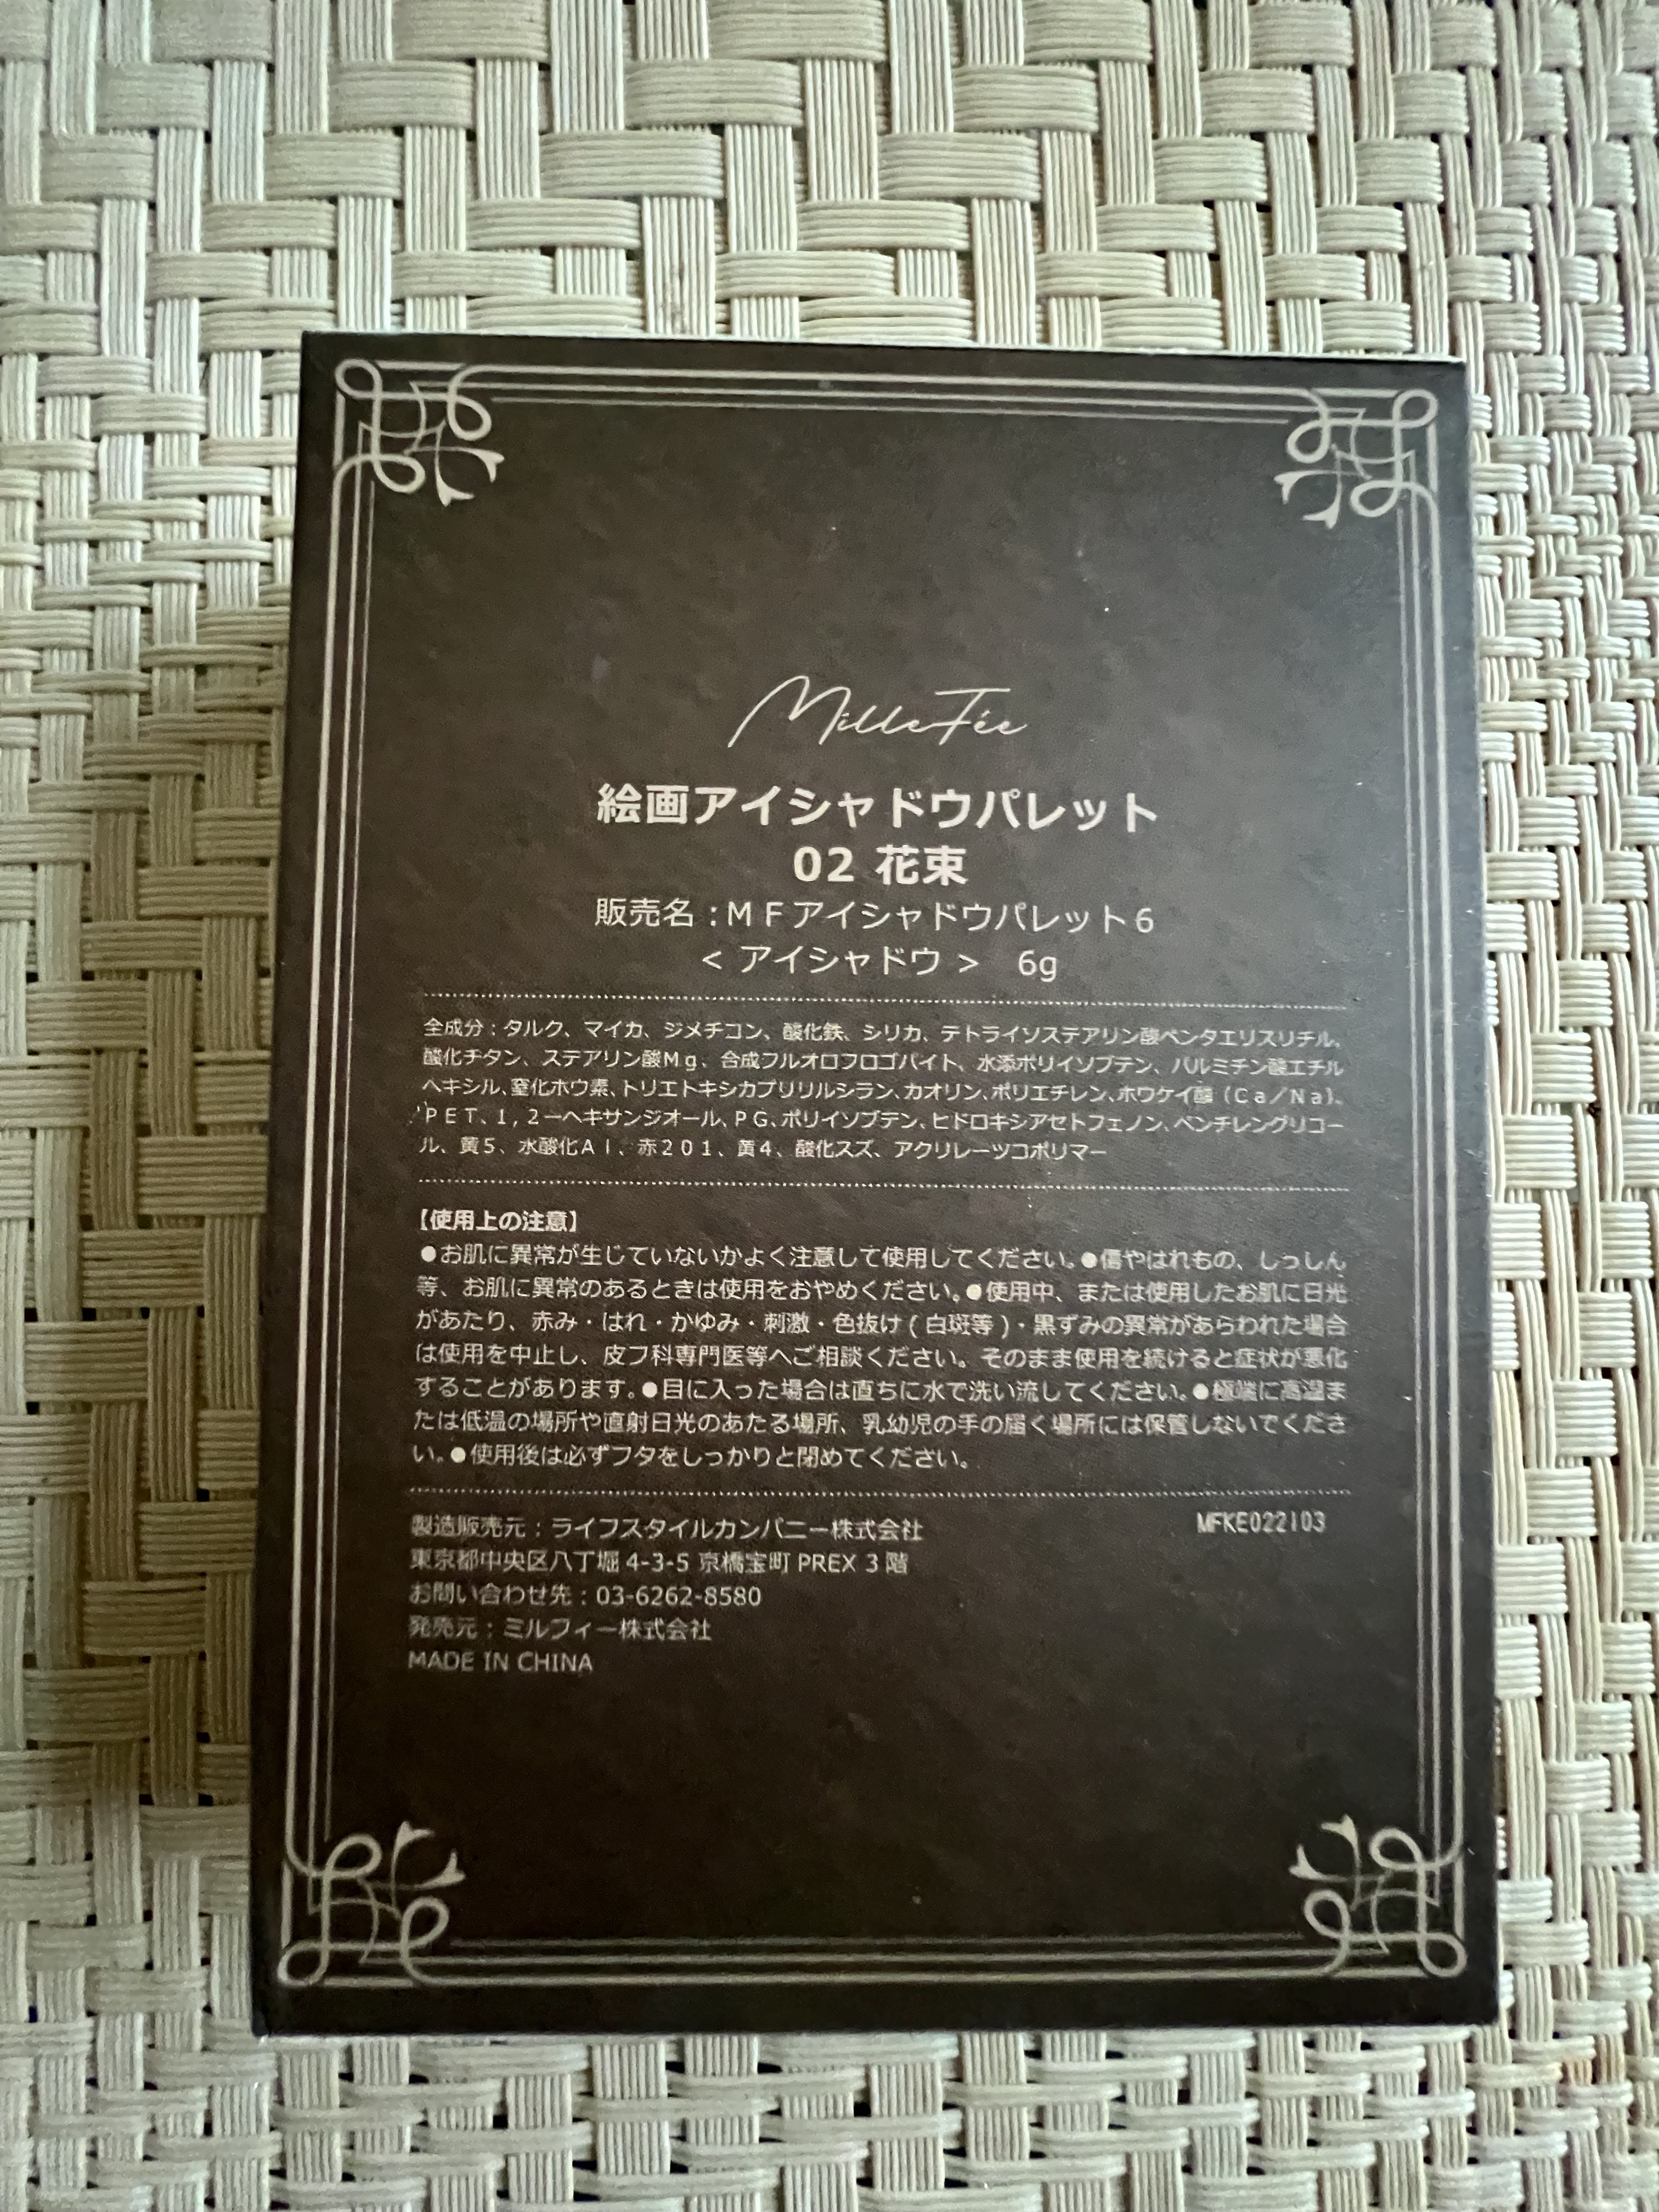 MilleFée
絵画アイシャドウパレット
02 花束
販売名：ＭＦアイシャドウパレット６
< アイシャドウ > 6g
全成分：タルク、マイカ、ジメチコン、酸化鉄、シリカ、テトライソステアリン酸ペンタエリスリチル、
酸化チタン、ステアリン酸Ｍｇ、合成フルオロフロゴパイト、水添ポリイソブテン、パルミチン酸エチル
ヘキシル、窒化ホウ素、トリエトキシカプリリルシラン、カオリン、ポリエチレン、ホウケイ酸（Ｃａ／Ｎａ）、
ＰＥＴ、１，２－ヘキサンジオール、ＰＧ、ポリイソブテン、ヒドロキシアセトフェノン、ペンチレングリコー
ル、黄５、水酸化Ａｌ、赤２０１、黄４、酸化スズ、アクリレーツコポリマー
【使用上の注意】
●お肌に異常が生じていないかよく注意して使用してください。●傷やはれもの、しっしん
等、お肌に異常のあるときは使用をおやめください。●使用中、または使用したお肌に日光
があたり、赤み・はれ・かゆみ・刺激・色抜け ( 白斑等 )・黒ずみの異常があらわれた場合
は使用を中止し、皮フ科専門医等へご相談ください。そのまま使用を続けると症状が悪化
することがあります。●目に入った場合は直ちに水で洗い流してください。●極端に高温ま
たは低温の場所や直射日光のあたる場所、乳幼児の手の届く場所には保管しないでくださ
い。●使用後は必ずフタをしっかりと閉めてください。
製造販売元：ライフスタイルカンパニー株式会社 MFKE022I03
東京都中央区八丁堀 4-3-5 京橋宝町 PREX 3 階
お問い合わせ先：03-6262-8580
発売元：ミルフィー株式会社
MADE IN CHINA